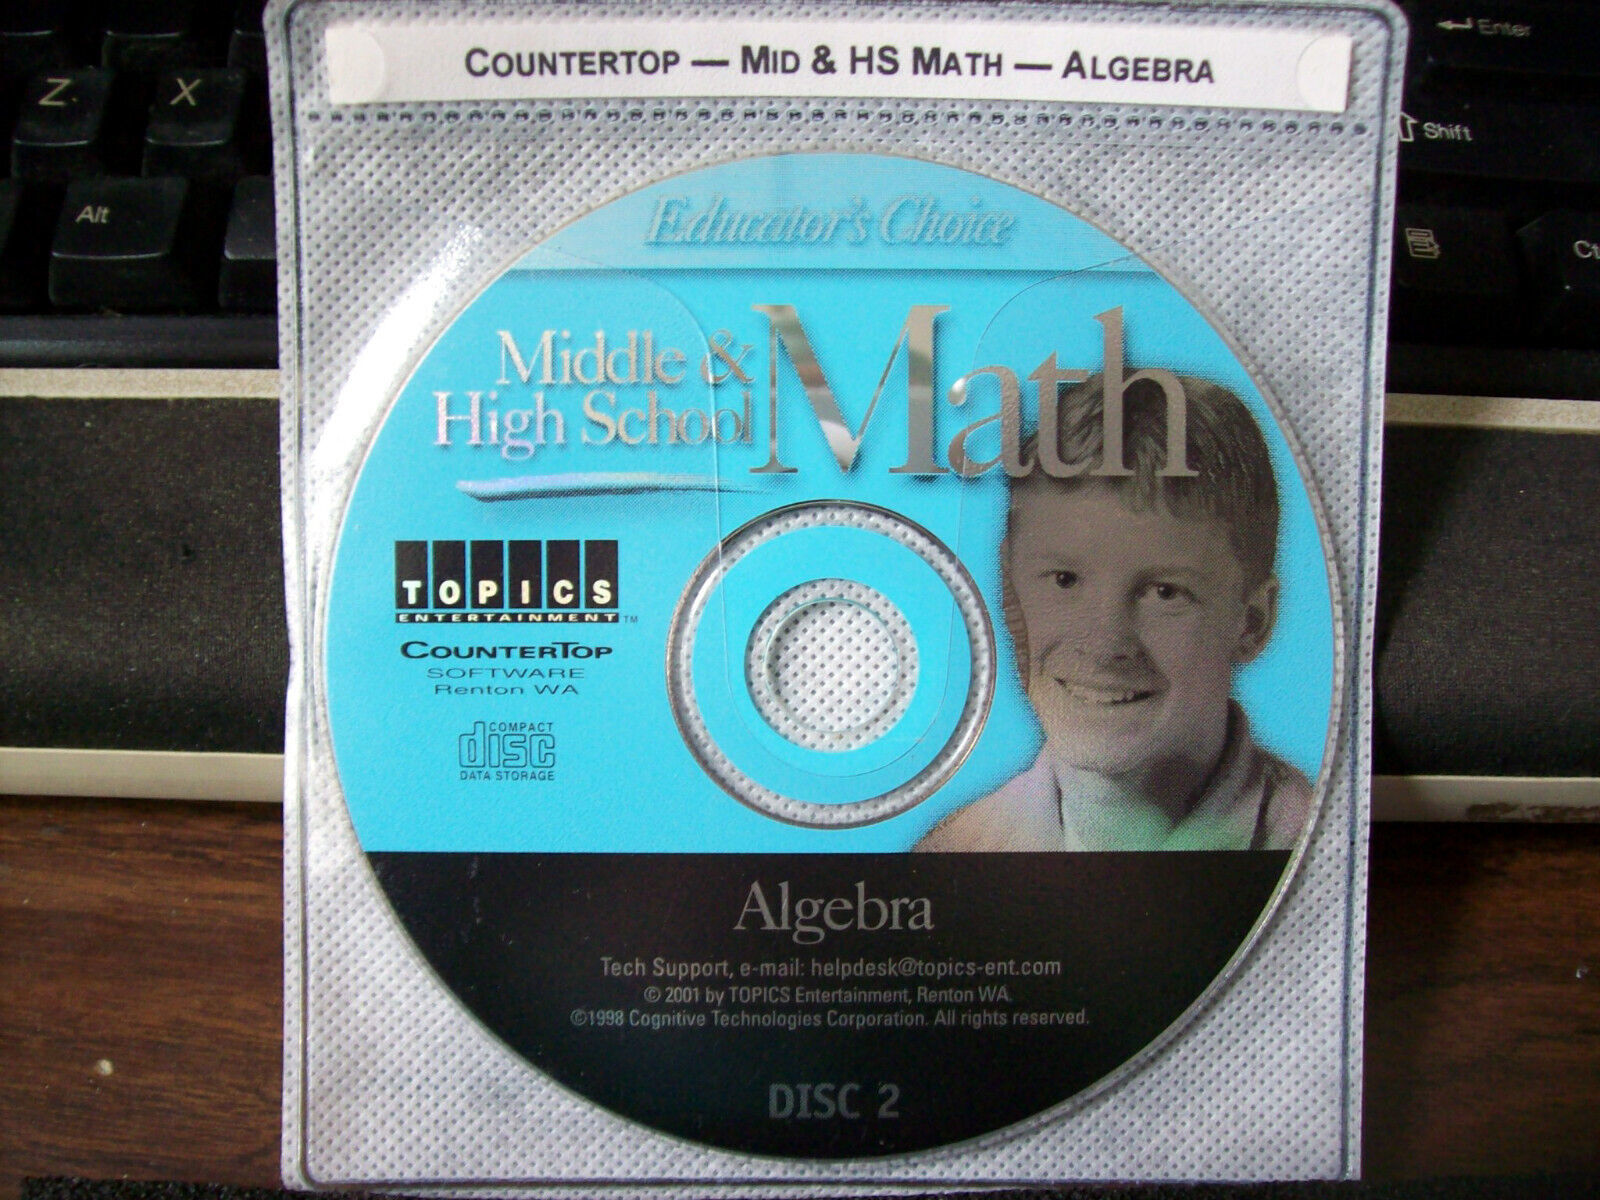 COUNTERTOP — MID & HS MATH — ALGEBRA
Enter
Z
X
Shift
Alt
Educator's Choice
Middle &
High School
Math
TOPICS
ENTERTAINMENT™
COUNTERTOP
SOFTWARE
Renton WA
COMPACT
disc
DATA STORAGE
Algebra
Tech Support, e-mail: helpdesk@topics-ent.com
© 2001 by TOPICS Entertainment, Renton WA.
©1998 Cognitive Technologies Corporation. All rights reserved.
DISC 2